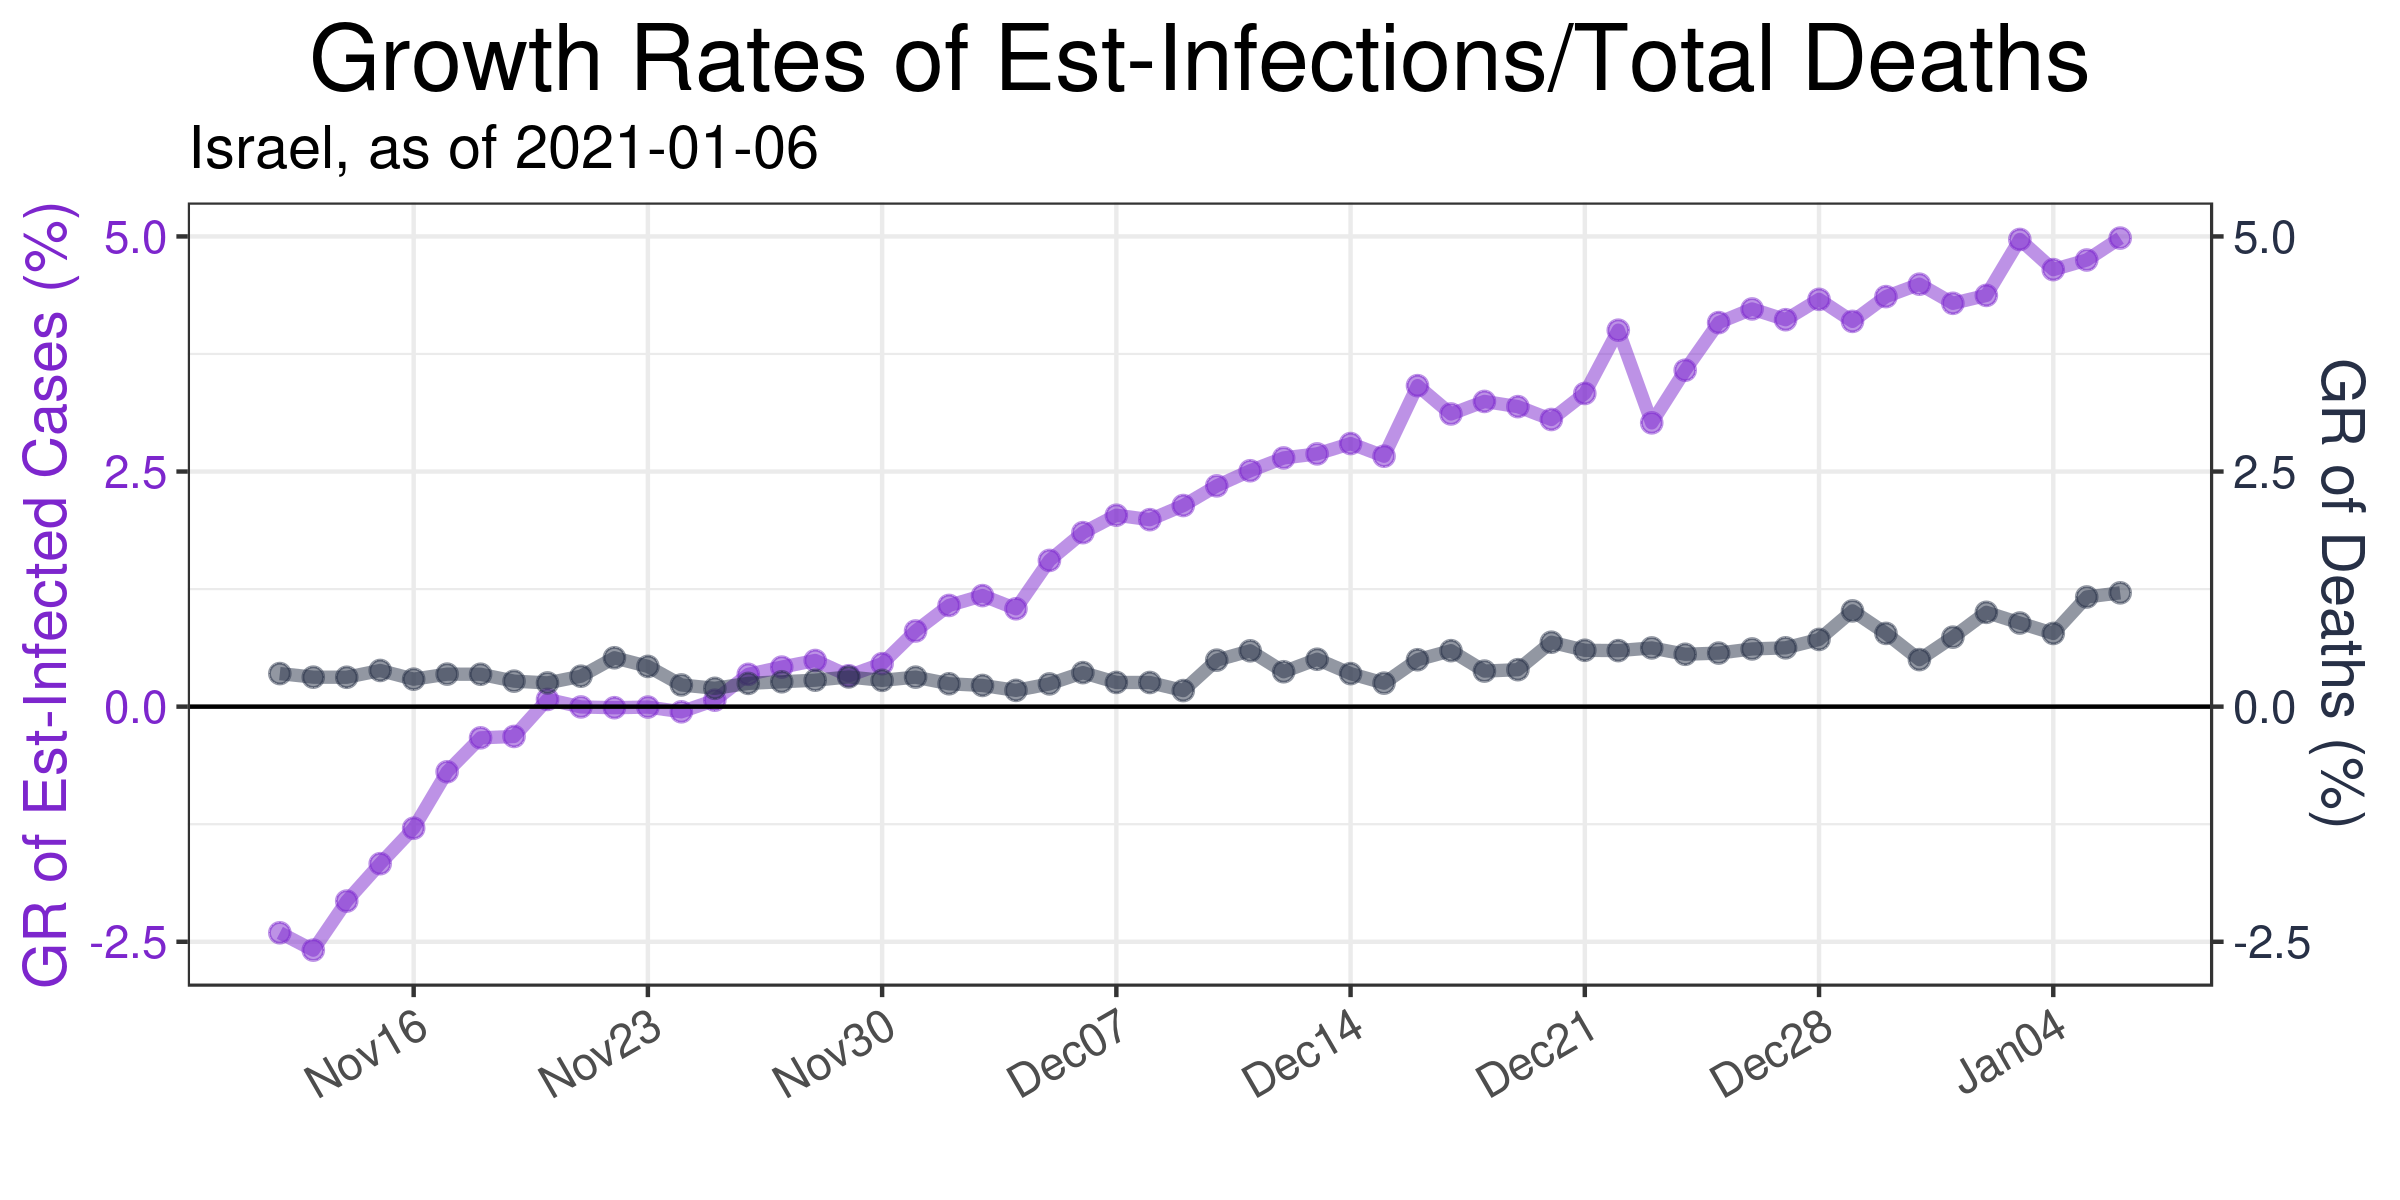 Growth Rates of Est-Infections/Total Deaths
Israel, as of 2021-01-06
GR of Est-Infected Cases (%)
5.0
2.5
0.0
-2.5
5.0
2.5
0.0
-2.5
GR of Deaths (%)
Nov16
Nov23
Nov30
Dec07
Dec14
Dec21
Dec28
Jan04